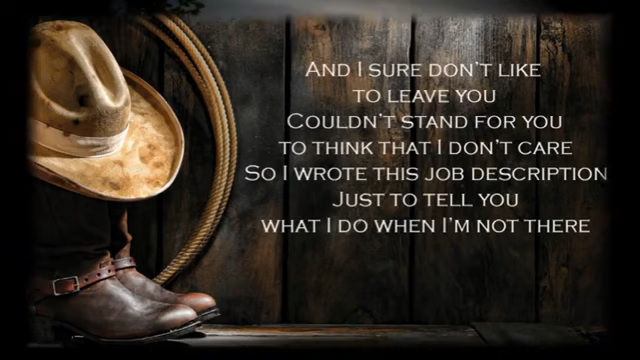 And I sure don't like
to leave you
Couldn't stand for you
to think that I don't care
So I wrote this job description
Just to tell you
what I do when I'm not there